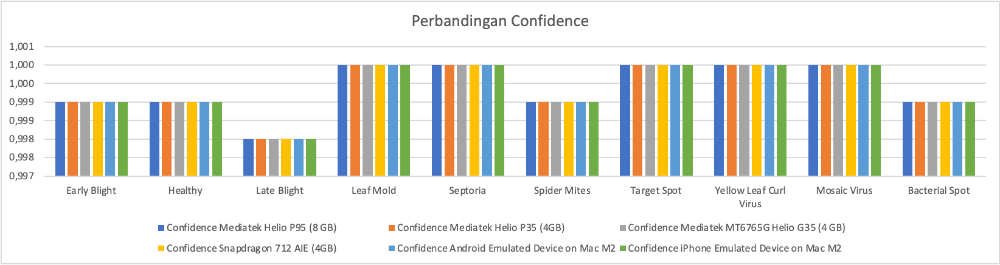 Perbandingan Confidence
1,001
1,000
1,000
0,999
0,999
0,998
0,998
0,997
Early Blight
Healthy
Late Blight
Leaf Mold
Septoria
Spider Mites
Target Spot
Yellow Leaf Curl
Virus
Mosaic Virus
Bacterial Spot
Confidence Mediatek Helio P95 (8 GB)
Confidence Mediatek Helio P35 (4GB)
Confidence Mediatek MT6765G Helio G35 (4 GB)
Confidence Snapdragon 712 AIE (4GB)
Confidence Android Emulated Device on Mac M2
Confidence iPhone Emulated Device on Mac M2